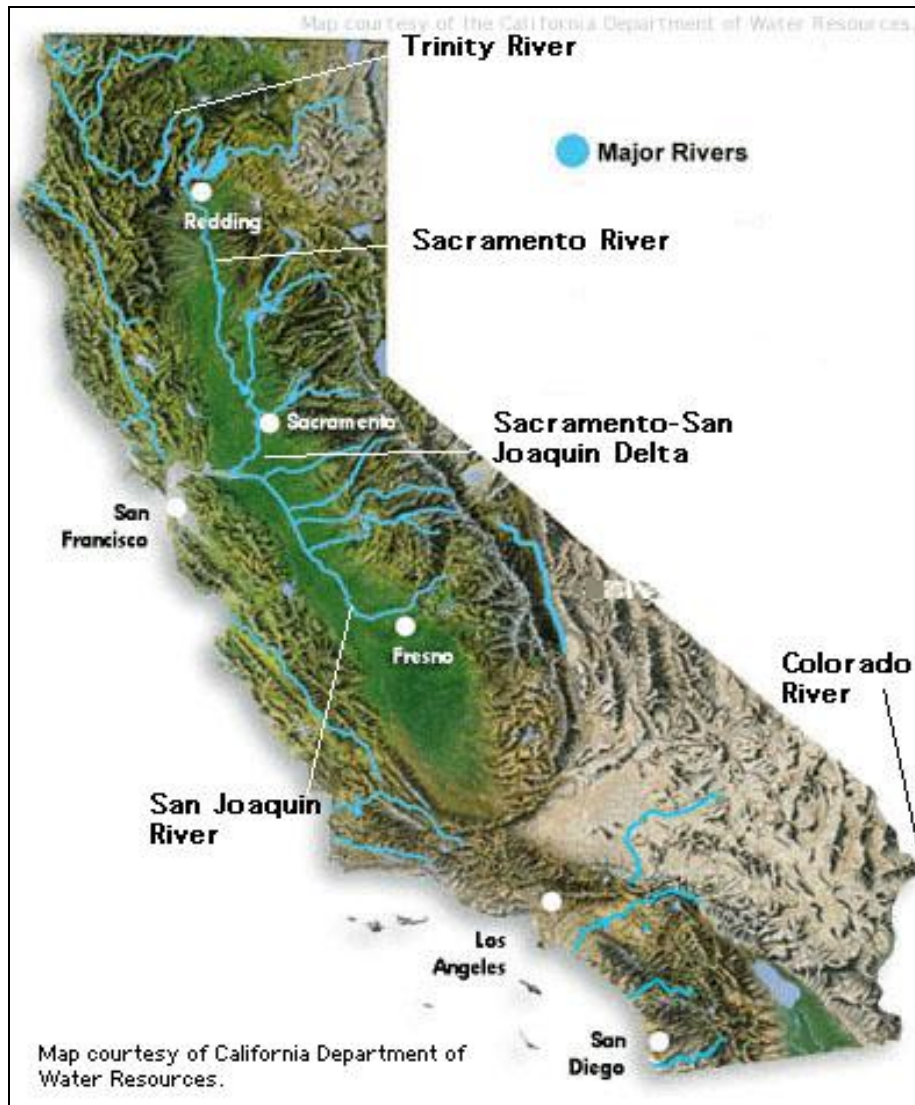 Map courtesy of the California Department of Water Resources.
Trinity River
Major Rivers
Redding
Sacramento River
Sacramento
Sacramento-San
Joaquin Delta
San
Francisco
Fresno
Colorado
River
San Joaquin
River
Los
Angeles
San
Diego
Map courtesy of California Department of
Water Resources.